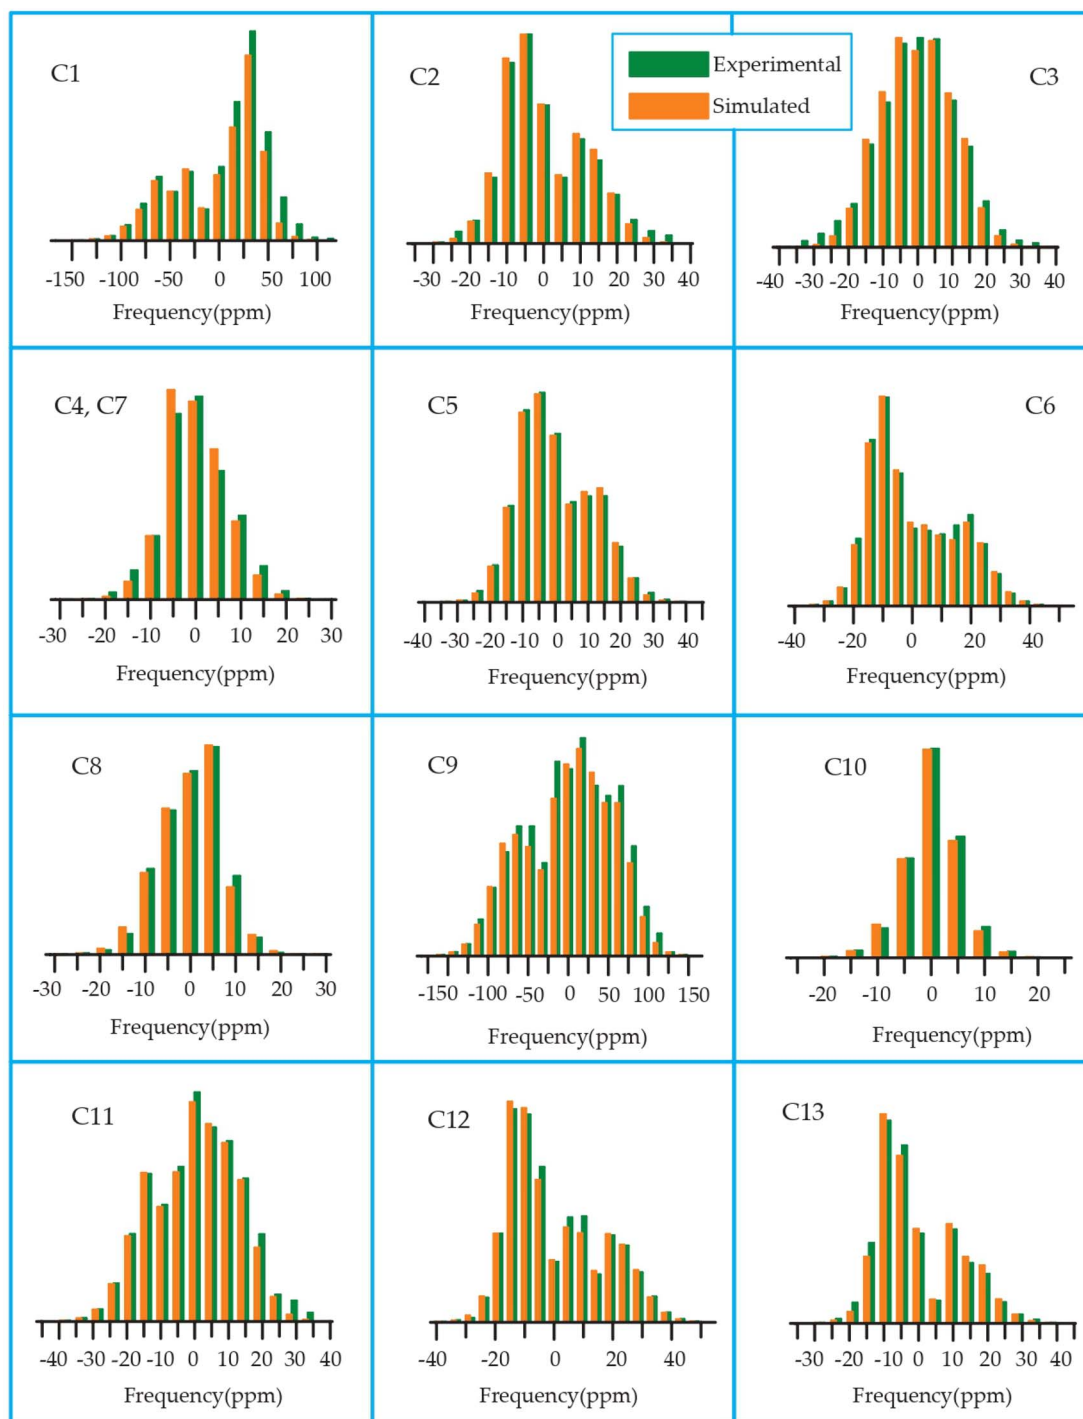 C1
-150 -100 -50 0 50 100
Frequency(ppm)
C2
-30 -20 -10 0 10 20 30 40
Frequency(ppm)
Experimental
Simulated
C3
-40 -30 -20 -10 0 10 20 30 40
Frequency(ppm)
C4, C7
-30 -20 -10 0 10 20 30
Frequency(ppm)
C5
-30 -20 -10 0 10 20 30 40
Frequency(ppm)
C6
-40 -20 0 20 40
Frequency(ppm)
C8
-30 -20 -10 0 10 20 30
Frequency(ppm)
C9
-150 -100 -50 0 50 100 150
Frequency(ppm)
C10
-20 -10 0 10 20
Frequency(ppm)
C11
-40 -30 -20 -10 0 10 20 30 40
Frequency(ppm)
C12
-40 -20 0 20 40
Frequency(ppm)
C13
-30 -20 -10 0 10 20 30 40
Frequency(ppm)